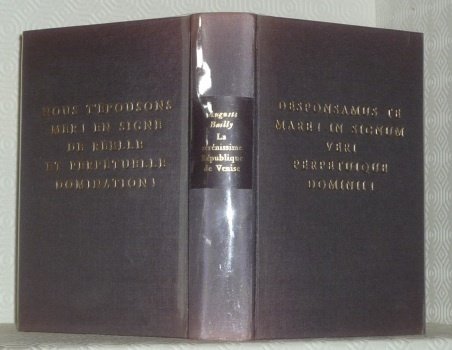 NOUS T'EPOUSONS
MER! EN SIGNE
DE REELLE
ET PERPETUELLE
DOMINATION!
Auguste
Bailly
La
sérénissime
République
de Venise
DESPONSAMUS TE
MARE! IN SIGNUM
VERI
PERPETUIQUE
DOMINII!